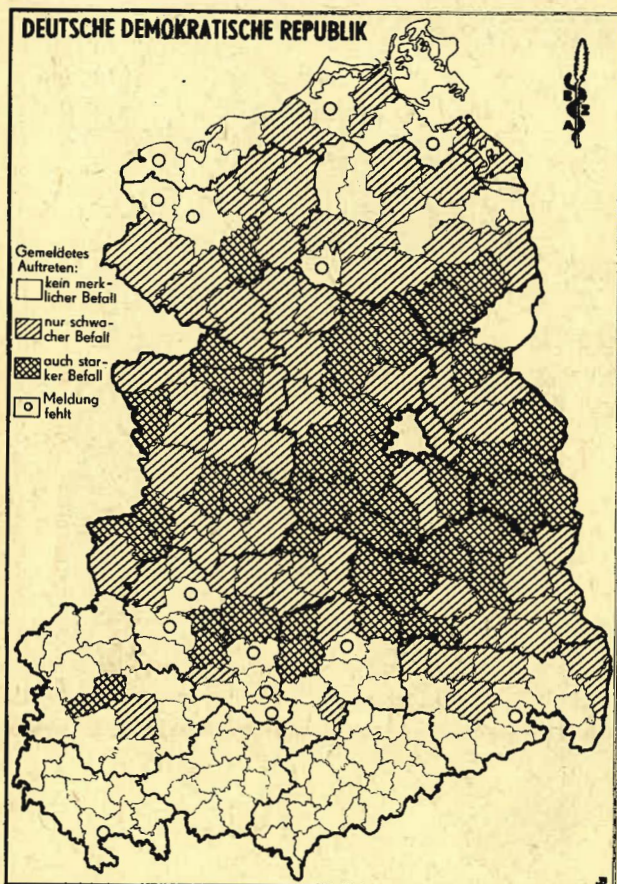 DEUTSCHE DEMOKRATISCHE REPUBLIK
Gemeldetes
Auftreten:
kein merk-
licher Befall
nur schwa-
cher Befall
auch star-
ker Befall
Meldung
fehlt